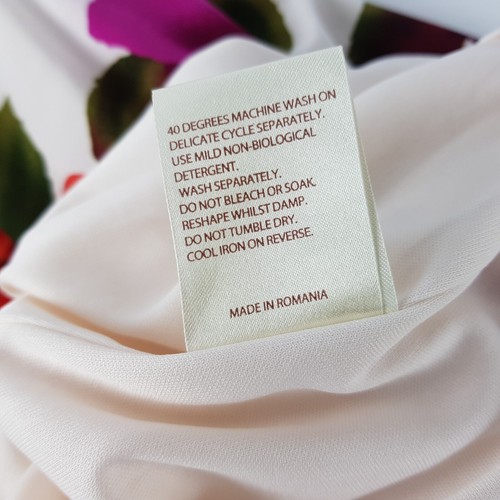 40 DEGREES MACHINE WASH ON
DELICATE CYCLE SEPARATELY.
USE MILD NON-BIOLOGICAL
DETERGENT.
WASH SEPARATELY.
DO NOT BLEACH OR SOAK.
RESHAPE WHILST DAMP.
DO NOT TUMBLE DRY.
COOL IRON ON REVERSE.
MADE IN ROMANIA